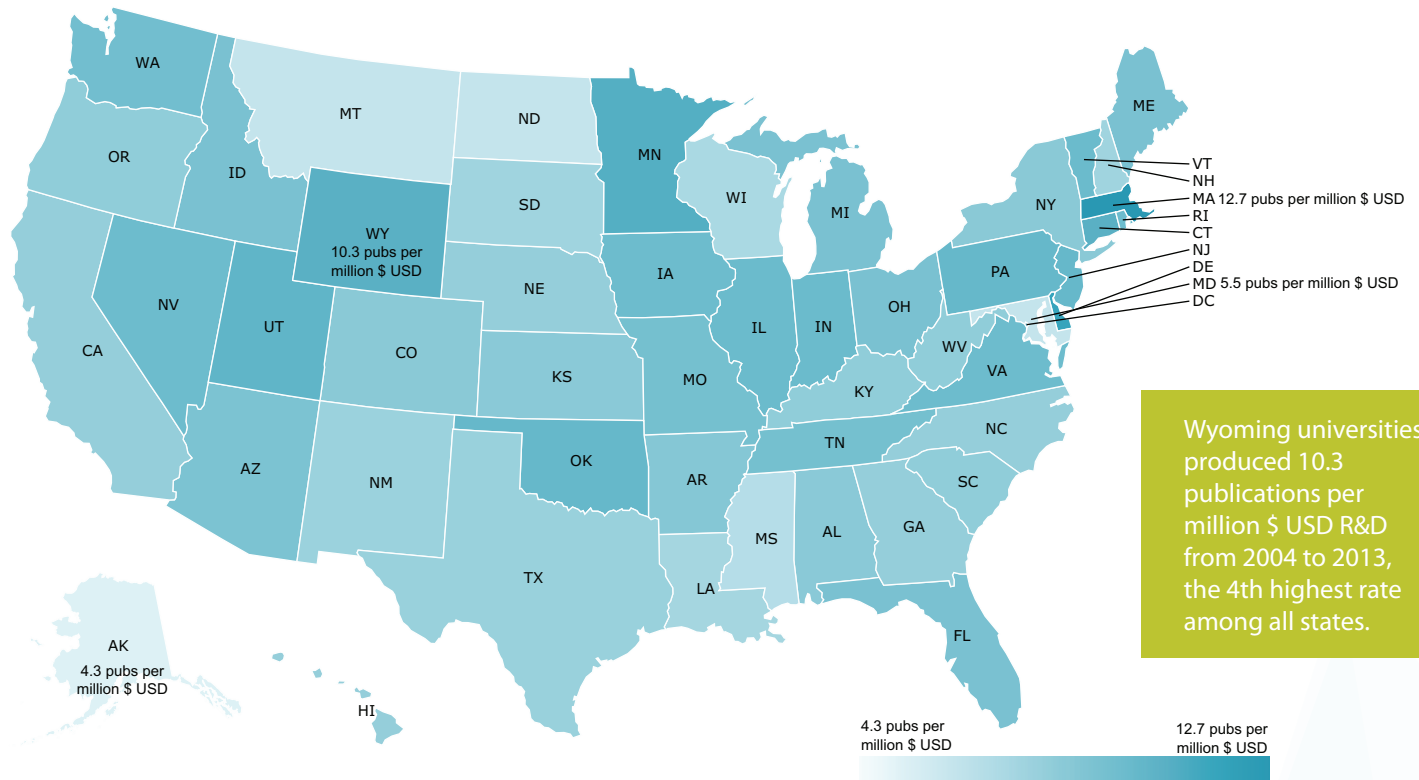 WA
MT
ND
MN
ME
OR
ID
SD
WI
MI
NY
VT
NH
MA 12.7 pubs per million $ USD
RI
CT
NJ
DE
MD 5.5 pubs per million $ USD
DC
WY
10.3 pubs per
million $ USD
IA
PA
NE
NV
UT
IL
IN
OH
CA
CO
WV
VA
KS
MO
KY
NC
TN
AZ
NM
OK
AR
SC
MS
AL
GA
TX
LA
FL
AK
4.3 pubs per
million $ USD
HI
Wyoming universities
produced 10.3
publications per
million $ USD R&D
from 2004 to 2013,
the 4th highest rate
among all states.
4.3 pubs per
million $ USD
12.7 pubs per
million $ USD